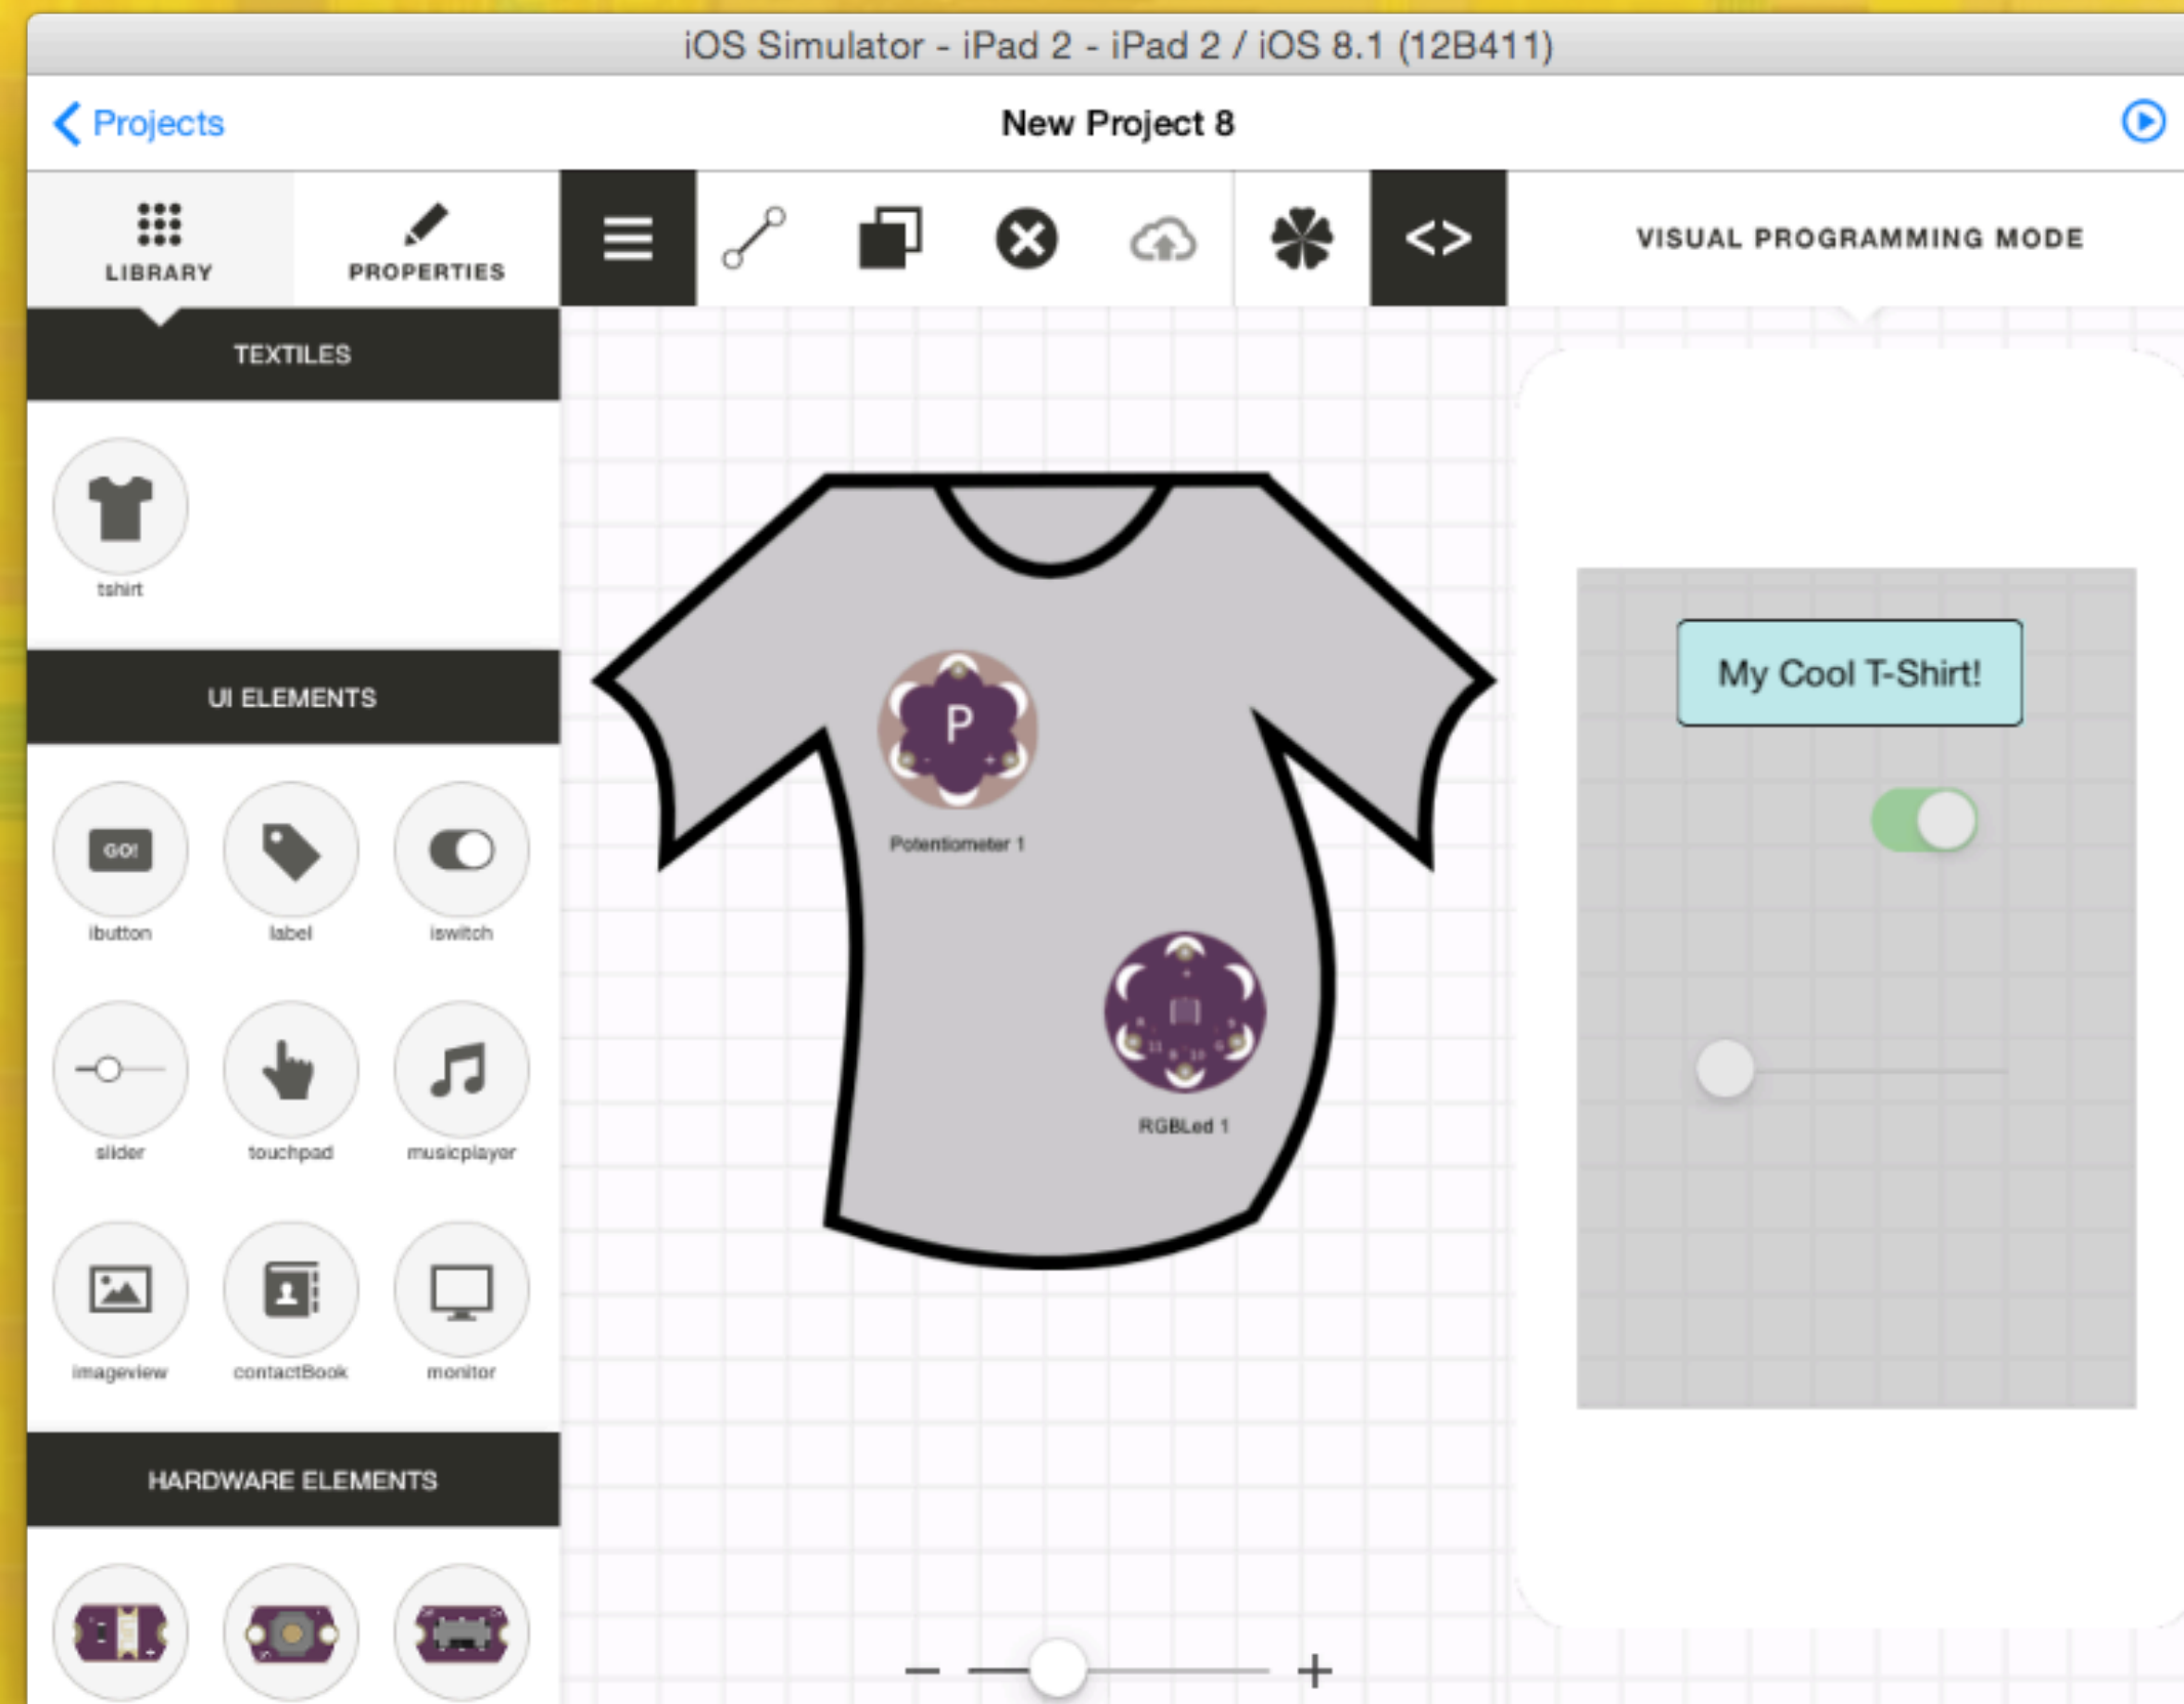 iOS Simulator - iPad 2 - iPad 2 / iOS 8.1 (12B411)
Projects
New Project 8
LIBRARY
PROPERTIES
VISUAL PROGRAMMING MODE
TEXTILES
tshirt
UI ELEMENTS
GO!
ibutton
label
iswitch
slider
touchpad
musicplayer
imageview
contactBook
monitor
HARDWARE ELEMENTS
P
- +
Potentiometer 1
11 B 10 G
RGBLed 1
My Cool T-Shirt!
− +